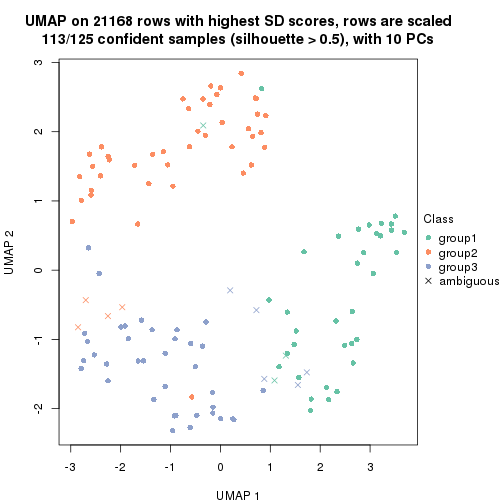 UMAP on 21168 rows with highest SD scores, rows are scaled
113/125 confident samples (silhouette > 0.5), with 10 PCs
3
2
1
0
-1
-2
UMAP 2
-3 -2 -1 0 1 2 3
UMAP 1
Class
group1
group2
group3
ambiguous